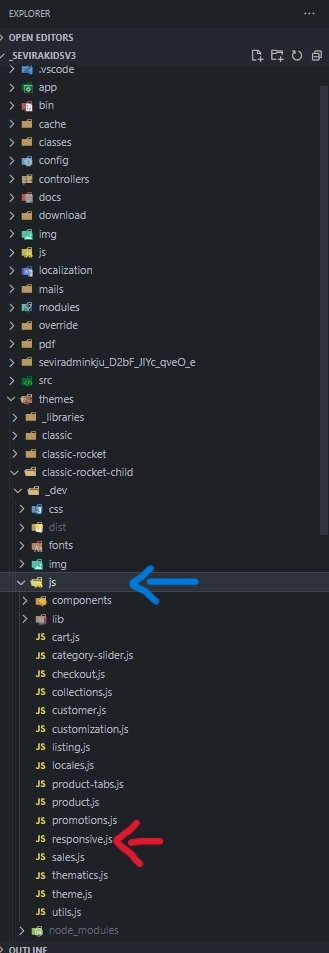 EXPLORER
OPEN EDITORS
_SEVIRAKIDSV3
.vscode
app
bin
cache
classes
config
controllers
docs
download
img
js
localization
mails
modules
override
pdf
seviradminkju_D2bF_JlYc_qveO_e
src
themes
_libraries
classic
classic-rocket
classic-rocket-child
_dev
css
dist
fonts
img
js
components
lib
JS cart.js
JS category-slider.js
JS checkout.js
JS collections.js
JS customer.js
JS customization.js
JS listing.js
JS locales.js
JS product-tabs.js
JS product.js
JS promotions.js
JS responsive.js
JS sales.js
JS thematics.js
JS theme.js
JS utils.js
node_modules
OUTLINE